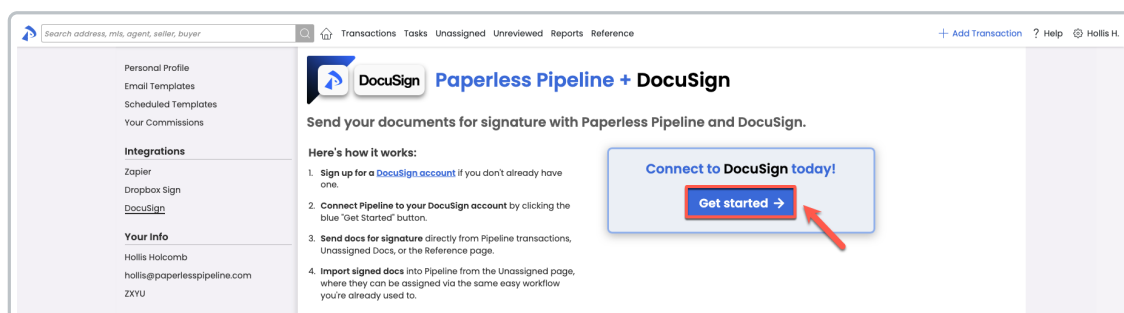 Search address, mls, agent, seller, buyer
Transactions Tasks Unassigned Unreviewed Reports Reference
+ Add Transaction ? Help Hollis H.
Personal Profile
Email Templates
Scheduled Templates
Your Commissions
Integrations
Zapier
Dropbox Sign
DocuSign
Your Info
Hollis Holcomb
hollis@paperlesspipeline.com
ZXYU
DocuSign
Paperless Pipeline + DocuSign
Send your documents for signature with Paperless Pipeline and DocuSign.
Here's how it works:
1. Sign up for a DocuSign account if you don't already have
one.
2. Connect Pipeline to your DocuSign account by clicking the
blue "Get Started" button.
3. Send docs for signature directly from Pipeline transactions,
Unassigned Docs, or the Reference page.
4. Import signed docs into Pipeline from the Unassigned page,
where they can be assigned via the same easy workflow
you're already used to.
Connect to DocuSign today!
Get started →